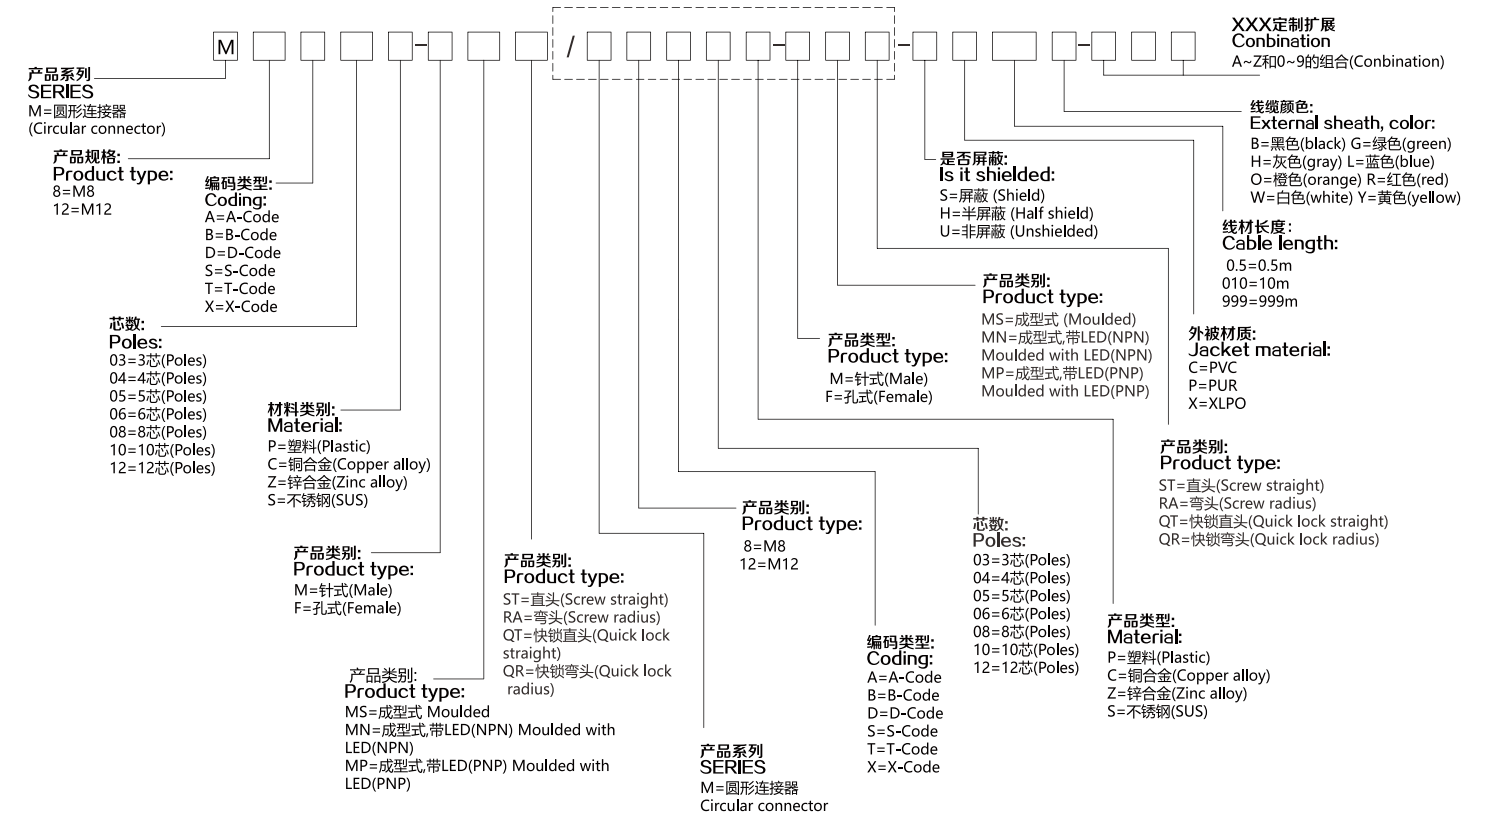 M - / - - -
XXX定制扩展
Conbination
A~Z和0~9的组合(Conbination)
产品系列
SERIES
M=圆形连接器
(Circular connector)
产品规格:
Product type:
8=M8
12=M12
编码类型:
Coding:
A=A-Code
B=B-Code
D=D-Code
S=S-Code
T=T-Code
X=X-Code
芯数:
Poles:
03=3芯(Poles)
04=4芯(Poles)
05=5芯(Poles)
06=6芯(Poles)
08=8芯(Poles)
10=10芯(Poles)
12=12芯(Poles)
材料类别:
Material:
P=塑料(Plastic)
C=铜合金(Copper alloy)
Z=锌合金(Zinc alloy)
S=不锈钢(SUS)
产品类别:
Product type:
M=针式(Male)
F=孔式(Female)
产品类别:
Product type:
MS=成型式 Moulded
MN=成型式,带LED(NPN) Moulded with
LED(NPN)
MP=成型式,带LED(PNP) Moulded with
LED(PNP)
产品类别:
Product type:
ST=直头(Screw straight)
RA=弯头(Screw radius)
QT=快锁直头(Quick lock
straight)
QR=快锁弯头(Quick lock
radius)
产品系列
SERIES
M=圆形连接器
Circular connector
产品类别:
Product type:
8=M8
12=M12
编码类型:
Coding:
A=A-Code
B=B-Code
D=D-Code
S=S-Code
T=T-Code
X=X-Code
芯数:
Poles:
03=3芯(Poles)
04=4芯(Poles)
05=5芯(Poles)
06=6芯(Poles)
08=8芯(Poles)
10=10芯(Poles)
12=12芯(Poles)
产品类型:
Material:
P=塑料(Plastic)
C=铜合金(Copper alloy)
Z=锌合金(Zinc alloy)
S=不锈钢(SUS)
产品类型:
Product type:
M=针式(Male)
F=孔式(Female)
产品类别:
Product type:
MS=成型式 (Moulded)
MN=成型式,带LED(NPN)
Moulded with LED(NPN)
MP=成型式,带LED(PNP)
Moulded with LED(PNP)
产品类别:
Product type:
ST=直头(Screw straight)
RA=弯头(Screw radius)
QT=快锁直头(Quick lock straight)
QR=快锁弯头(Quick lock radius)
是否屏蔽:
Is it shielded:
S=屏蔽 (Shield)
H=半屏蔽 (Half shield)
U=非屏蔽 (Unshielded)
外被材质:
Jacket material:
C=PVC
P=PUR
X=XLPO
线材长度:
Cable length:
0.5=0.5m
010=10m
999=999m
线缆颜色:
External sheath, color:
B=黑色(black) G=绿色(green)
H=灰色(gray) L=蓝色(blue)
O=橙色(orange) R=红色(red)
W=白色(white) Y=黄色(yellow)